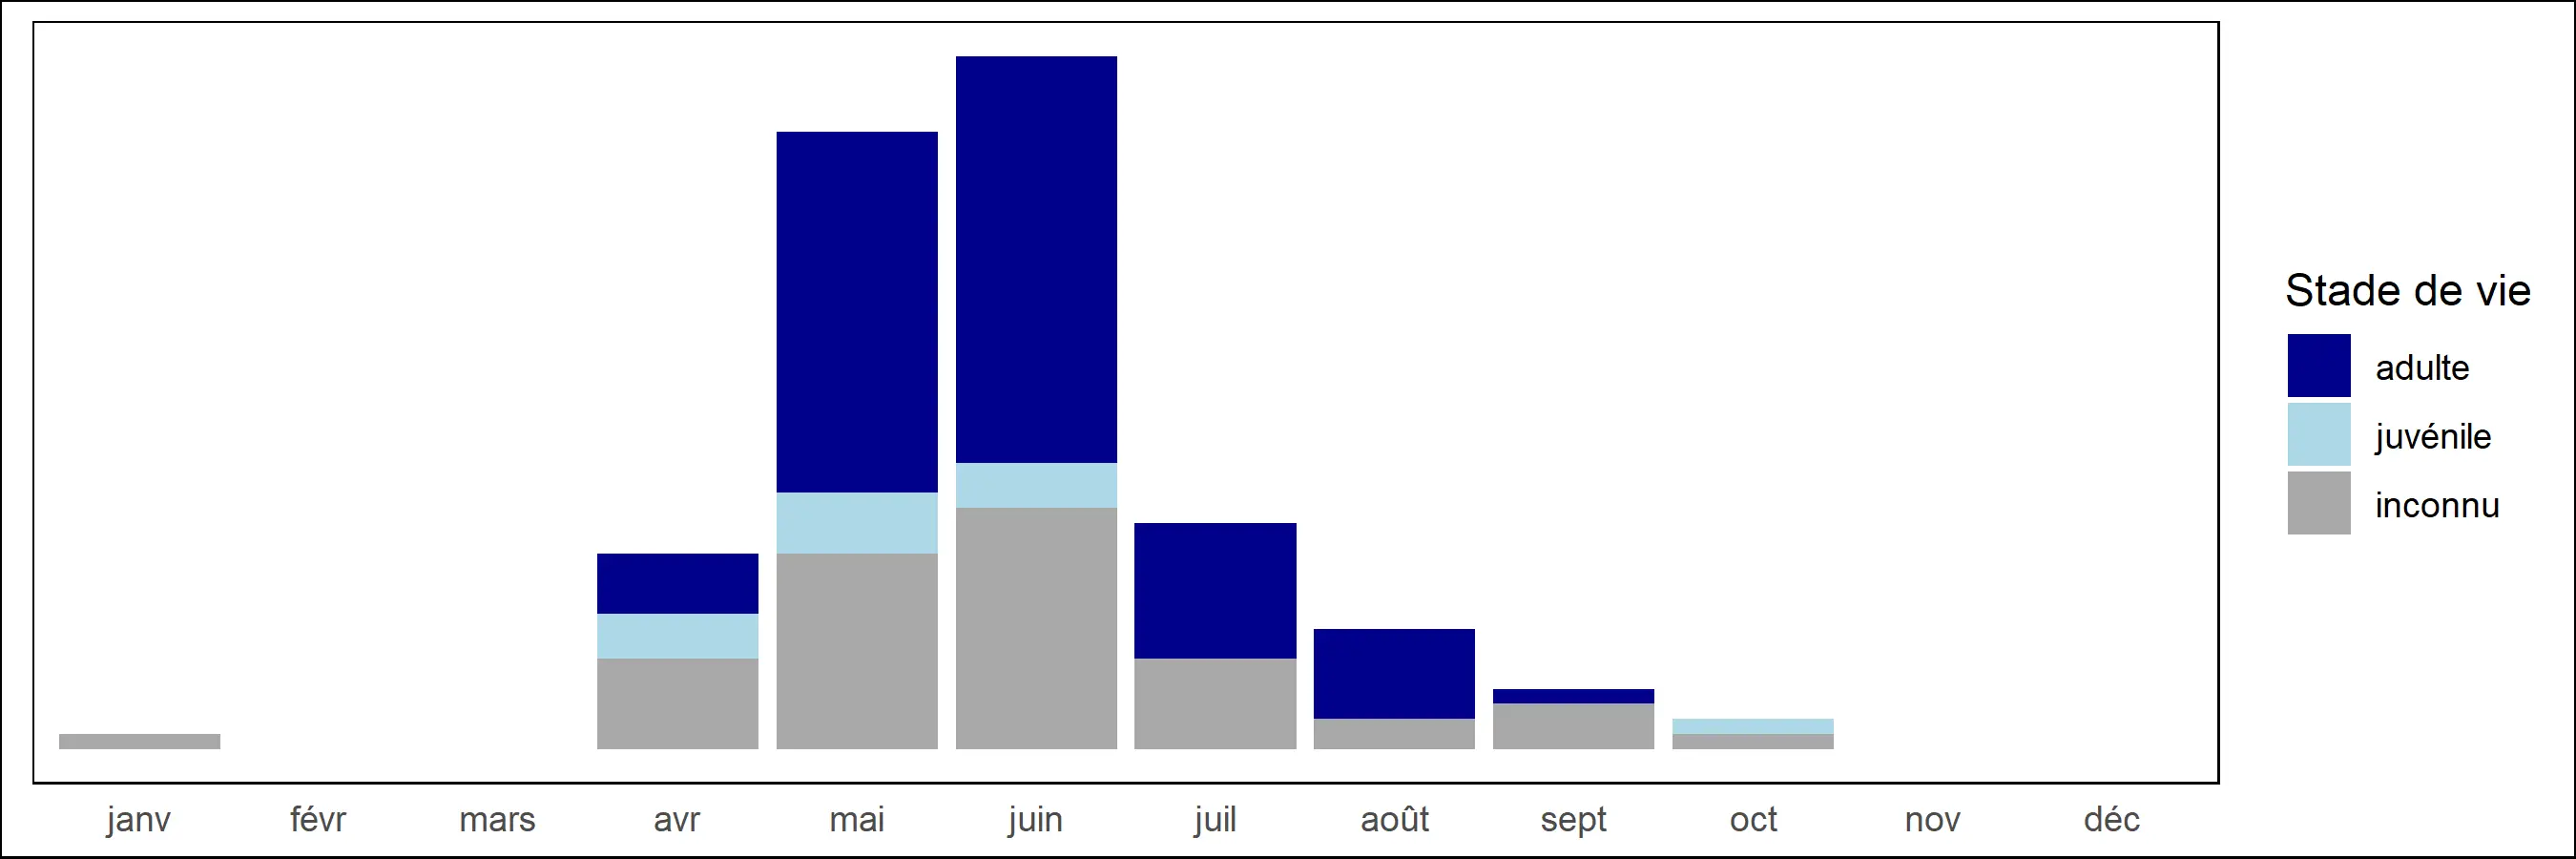 Stade de vie
adulte
juvénile
inconnu
janv févr mars avr mai juin juil août sept oct nov déc